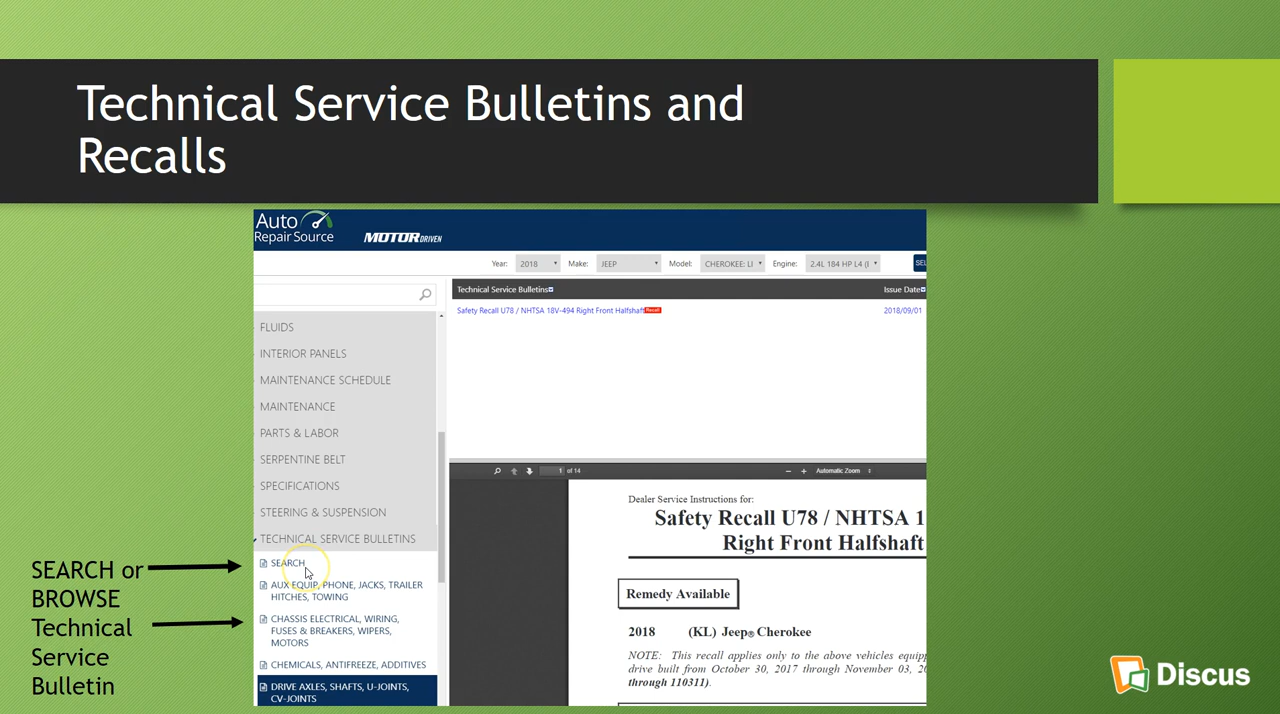 Technical Service Bulletins and
Recalls
Auto
Repair Source
MOTOR DRIVEN
Year: 2018 Make: JEEP Model: CHEROKEE: LI Engine: 2.4L 184 HP L4 (I SEL
Technical Service Bulletins Issue Date
Safety Recall U78 / NHTSA 18V-494 Right Front Halfshaft Recall 2018/09/01
FLUIDS
INTERIOR PANELS
MAINTENANCE SCHEDULE
MAINTENANCE
PARTS & LABOR
SERPENTINE BELT
SPECIFICATIONS
STEERING & SUSPENSION
TECHNICAL SERVICE BULLETINS
SEARCH
AUX EQUIP, PHONE, JACKS, TRAILER
HITCHES, TOWING
CHASSIS ELECTRICAL, WIRING,
FUSES & BREAKERS, WIPERS,
MOTORS
CHEMICALS, ANTIFREEZE, ADDITIVES
DRIVE AXLES, SHAFTS, U-JOINTS,
CV-JOINTS
1 of 14 Automatic Zoom
Dealer Service Instructions for:
Safety Recall U78 / NHTSA 1
Right Front Halfshaft
Remedy Available
2018 (KL) Jeep® Cherokee
NOTE: This recall applies only to the above vehicles equipp
drive built from October 30, 2017 through November 03, 20
through 110311).
SEARCH or
BROWSE
Technical
Service
Bulletin
Discus